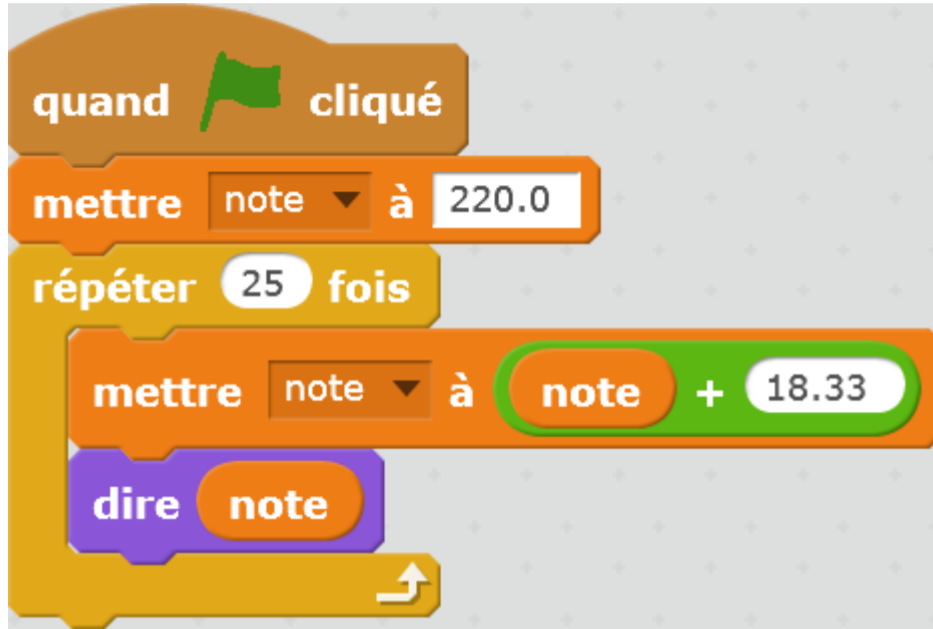 quand cliqué
mettre note à 220.0
répéter 25 fois
mettre note à note + 18.33
dire note